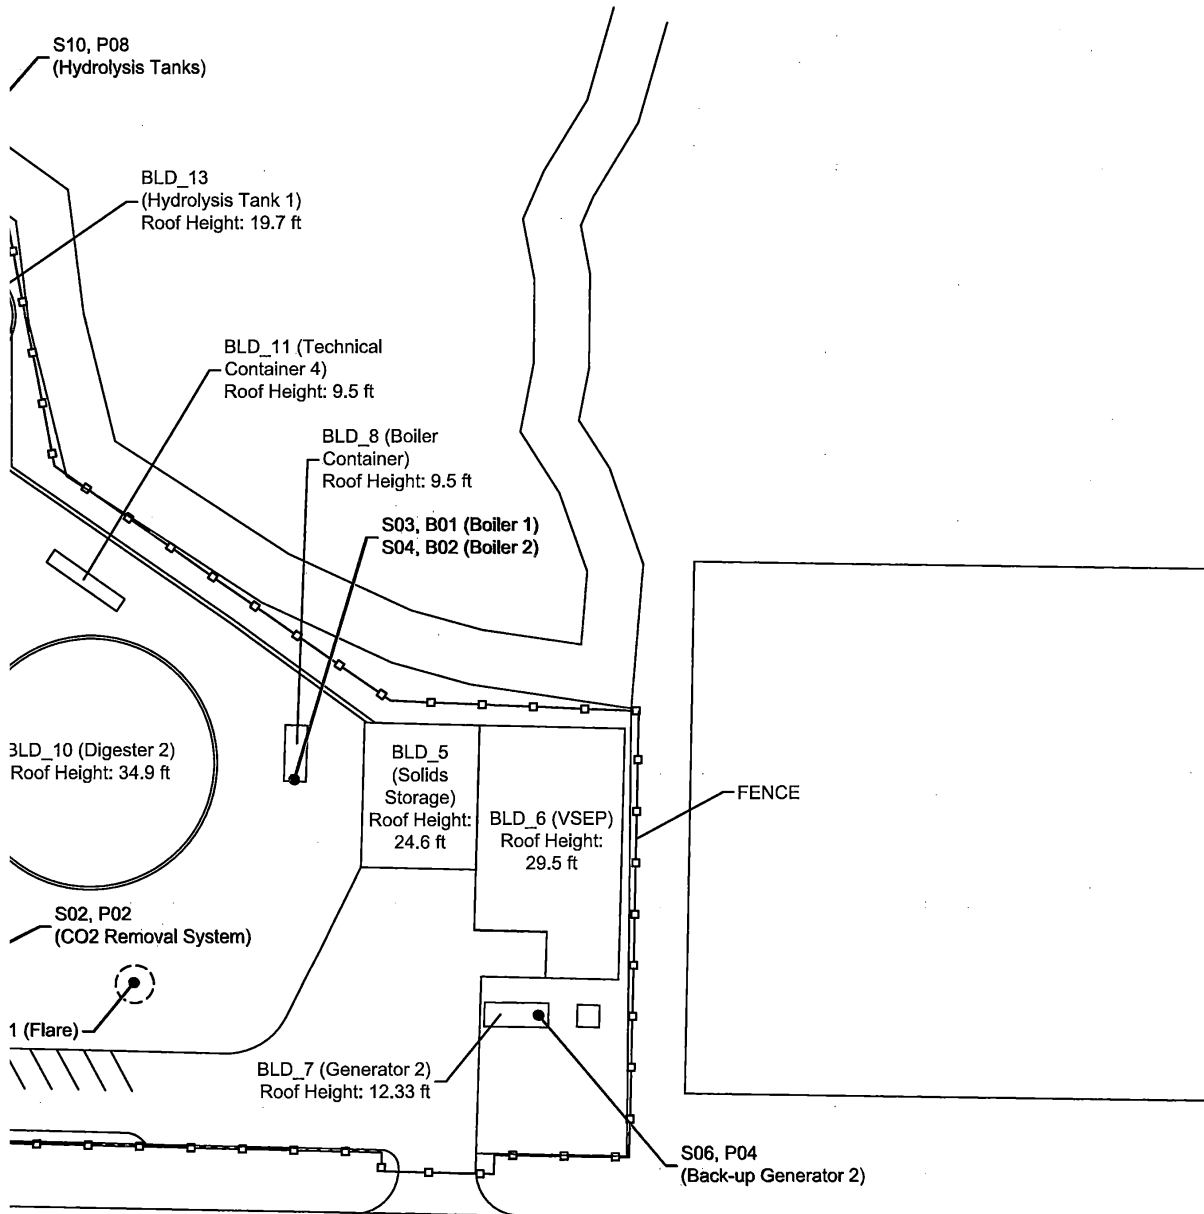 S10, P08
(Hydrolysis Tanks)
BLD_13
(Hydrolysis Tank 1)
Roof Height: 19.7 ft
BLD_11 (Technical
Container 4)
Roof Height: 9.5 ft
BLD_8 (Boiler
Container)
Roof Height: 9.5 ft
S03, B01 (Boiler 1)
S04, B02 (Boiler 2)
BLD_10 (Digester 2)
Roof Height: 34.9 ft
BLD_5
(Solids
Storage)
Roof Height:
24.6 ft
BLD_6 (VSEP)
Roof Height:
29.5 ft
FENCE
S02, P02
(CO2 Removal System)
1 (Flare)
BLD_7 (Generator 2)
Roof Height: 12.33 ft
S06, P04
(Back-up Generator 2)